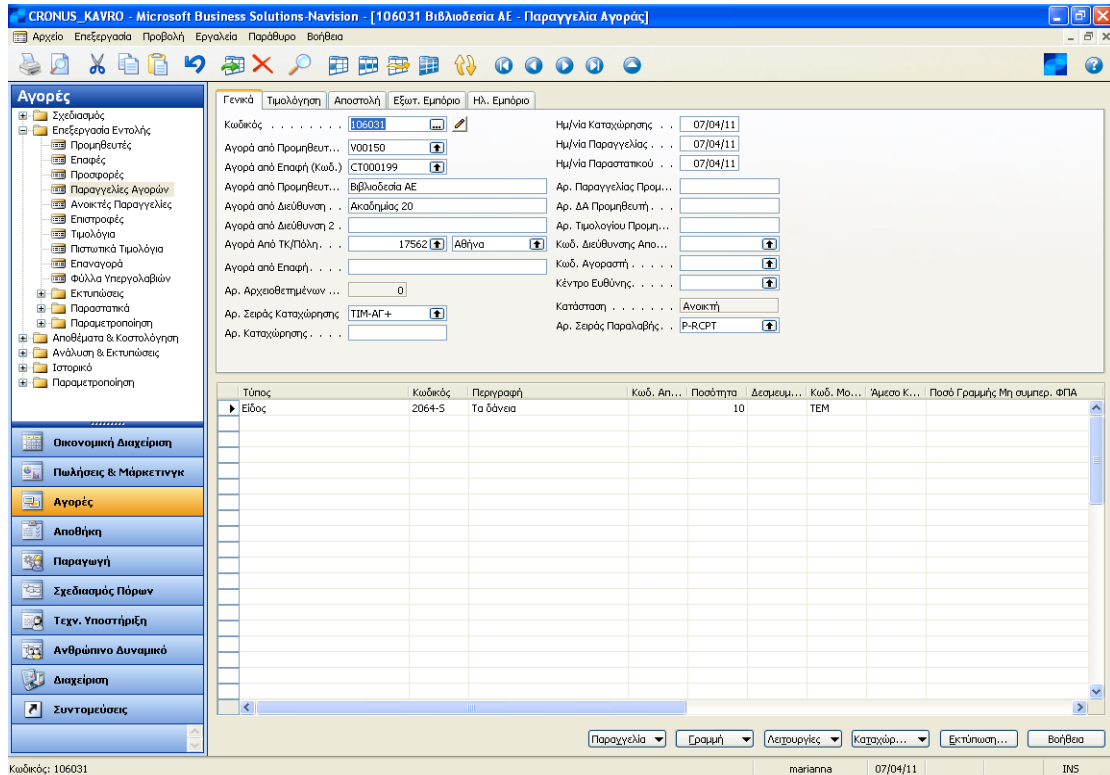 CRONUS_KAVRO - Microsoft Business Solutions-Navision - [106031 Βιβλιοδεσία ΑΕ - Παραγγελία Αγοράς]
Αρχείο Επεξεργασία Προβολή Εργαλεία Παράθυρο Βοήθεια
Αγορές
Σχεδιασμός
Επεξεργασία Εντολής
Προμηθευτές
Επαφές
Προσφορές
Παραγγελίες Αγορών
Ανοικτές Παραγγελίες
Επιστροφές
Τιμολόγια
Πιστωτικά Τιμολόγια
Επαναγορά
Φύλλα Υπεργολαβιών
Εκτυπώσεις
Παραστατικά
Παραμετροποίηση
Αποθέματα & Κοστολόγηση
Ανάλυση & Εκτυπώσεις
Ιστορικό
Παραμετροποίηση
Οικονομική Διαχείριση
Πωλήσεις & Μάρκετινγκ
Αγορές
Αποθήκη
Παραγωγή
Σχεδιασμός Πόρων
Τεχν. Υποστήριξη
Ανθρώπινο Δυναμικό
Διαχείριση
Συντομεύσεις
Γενικά Τιμολόγηση Αποστολή Εξωτ. Εμπόριο Ηλ. Εμπόριο
Κωδικός . . . . . . . . 106031 ...
Αγορά από Προμηθευτ... V00150
Αγορά από Επαφή (Κωδ.) CT000199
Αγορά από Προμηθευτ... Βιβλιοδεσία ΑΕ
Αγορά από Διεύθυνση . . Ακαδημίας 20
Αγορά από Διεύθυνση 2 .
Αγορά Από ΤΚ/Πόλη. . . 17562 Αθήνα
Αγορά από Επαφή. . . .
Αρ. Αρχειοθετημένων ... 0
Αρ. Σειράς Καταχώρησης ΤΙΜ-ΑΓ+
Αρ. Καταχώρησης. . . .
Ημ/νία Καταχώρησης . . 07/04/11
Ημ/νία Παραγγελίας . . 07/04/11
Ημ/νία Παραστατικού . . 07/04/11
Αρ. Παραγγελίας Προμ...
Αρ. ΔΑ Προμηθευτή . . .
Αρ. Τιμολογίου Προμη...
Κωδ. Διεύθυνσης Απο...
Κωδ. Αγοραστή . . . . .
Κέντρο Ευθύνης. . . . .
Κατάσταση . . . . . . . Ανοικτή
Αρ. Σειράς Παραλαβής. . P-RCPT
Τύπος Κωδικός Περιγραφή Κωδ. Απ... Ποσότητα Δεσμευμ... Κωδ. Μο... Άμεσο Κ... Ποσό Γραμμής Μη συμπερ. ΦΠΑ
Είδος 2064-S Τα δάνεια 10 ΤΕΜ
Παραγγελία Γραμμή Λειτουργίες Καταχώρ... Εκτύπωση... Βοήθεια
Κωδικός: 106031 marianna 07/04/11 INS